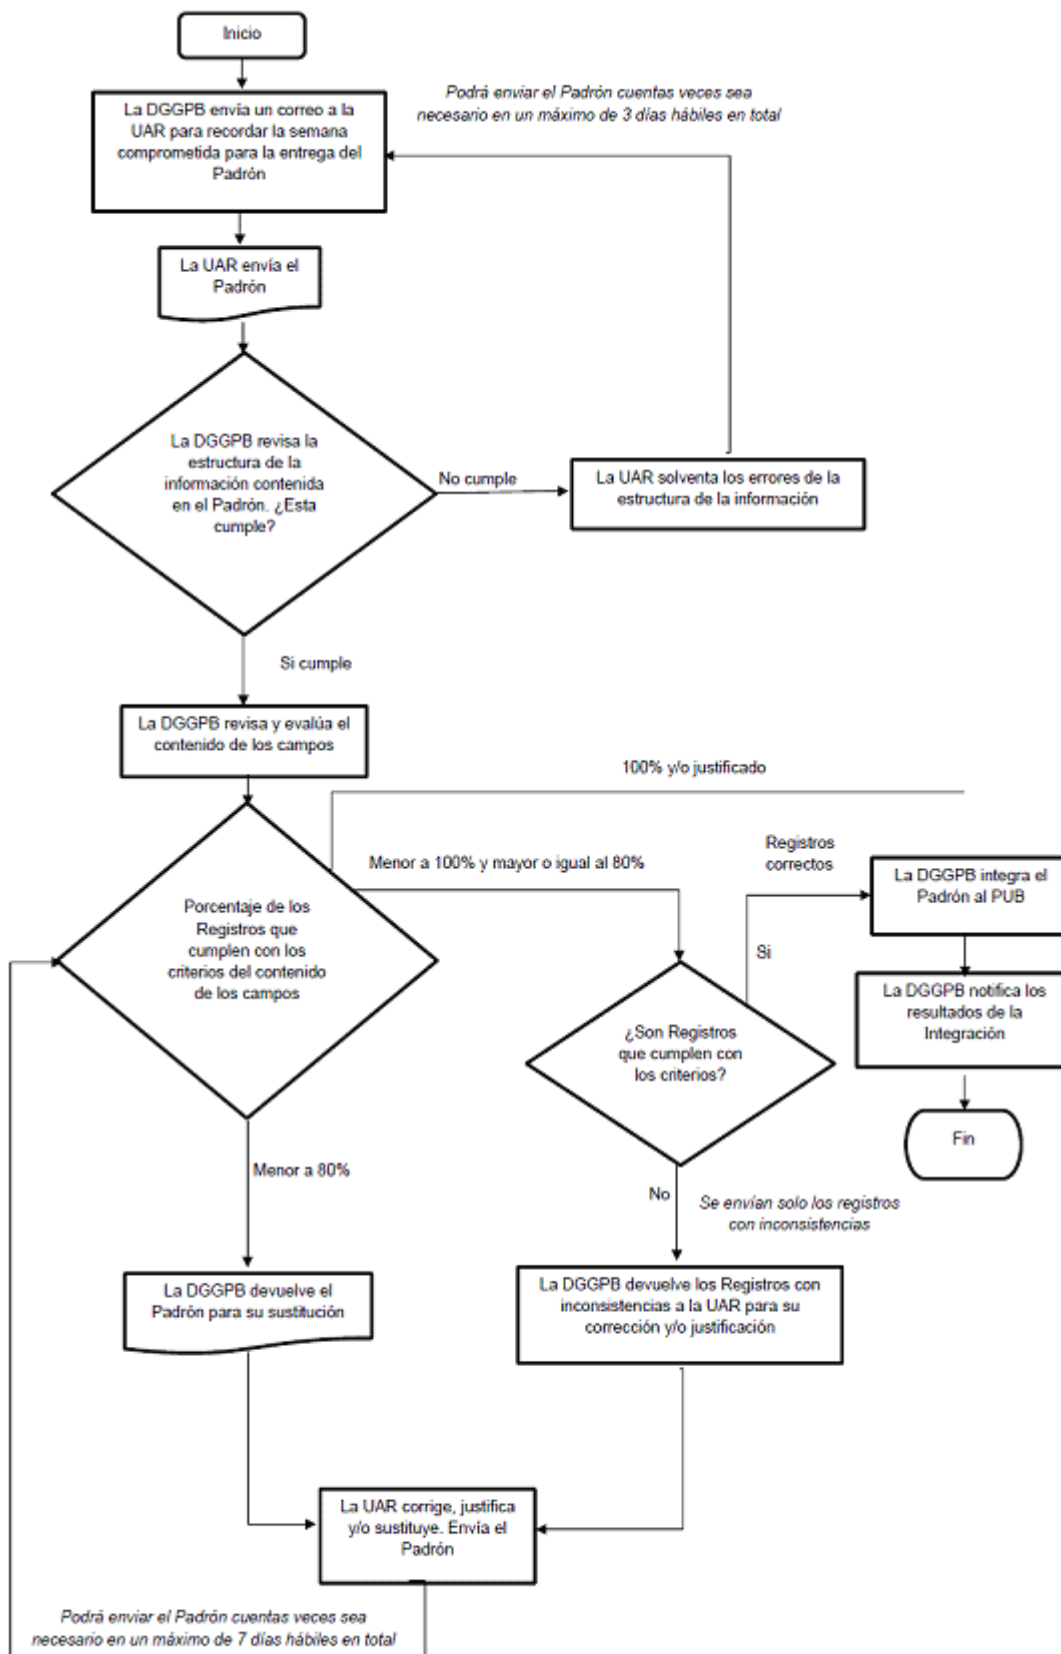 Inicio
Podrá enviar el Padrón cuentas veces sea
necesario en un máximo de 3 días hábiles en total
La DGGPB envía un correo a la
UAR para recordar la semana
comprometida para la entrega del
Padrón
La UAR envía el
Padrón
La DGGPB revisa la
estructura de la
información contenida
en el Padrón. ¿Esta
cumple?
No cumple
La UAR solventa los errores de la
estructura de la información
Si cumple
La DGGPB revisa y evalúa el
contenido de los campos
100% y/o justificado
Menor a 100% y mayor o igual al 80%
Registros
correctos
La DGGPB integra el
Padrón al PUB
Porcentaje de los
Registros que
cumplen con los
criterios del contenido
de los campos
Si
La DGGPB notifica los
resultados de la
Integración
¿Son Registros
que cumplen con
los criterios?
Fin
Menor a 80%
No
Se envían solo los registros
con inconsistencias
La DGGPB devuelve el
Padrón para su sustitución
La DGGPB devuelve los Registros con
inconsistencias a la UAR para su
corrección y/o justificación
La UAR corrige, justifica
y/o sustituye. Envía el
Padrón
Podrá enviar el Padrón cuentas veces sea
necesario en un máximo de 7 días hábiles en total